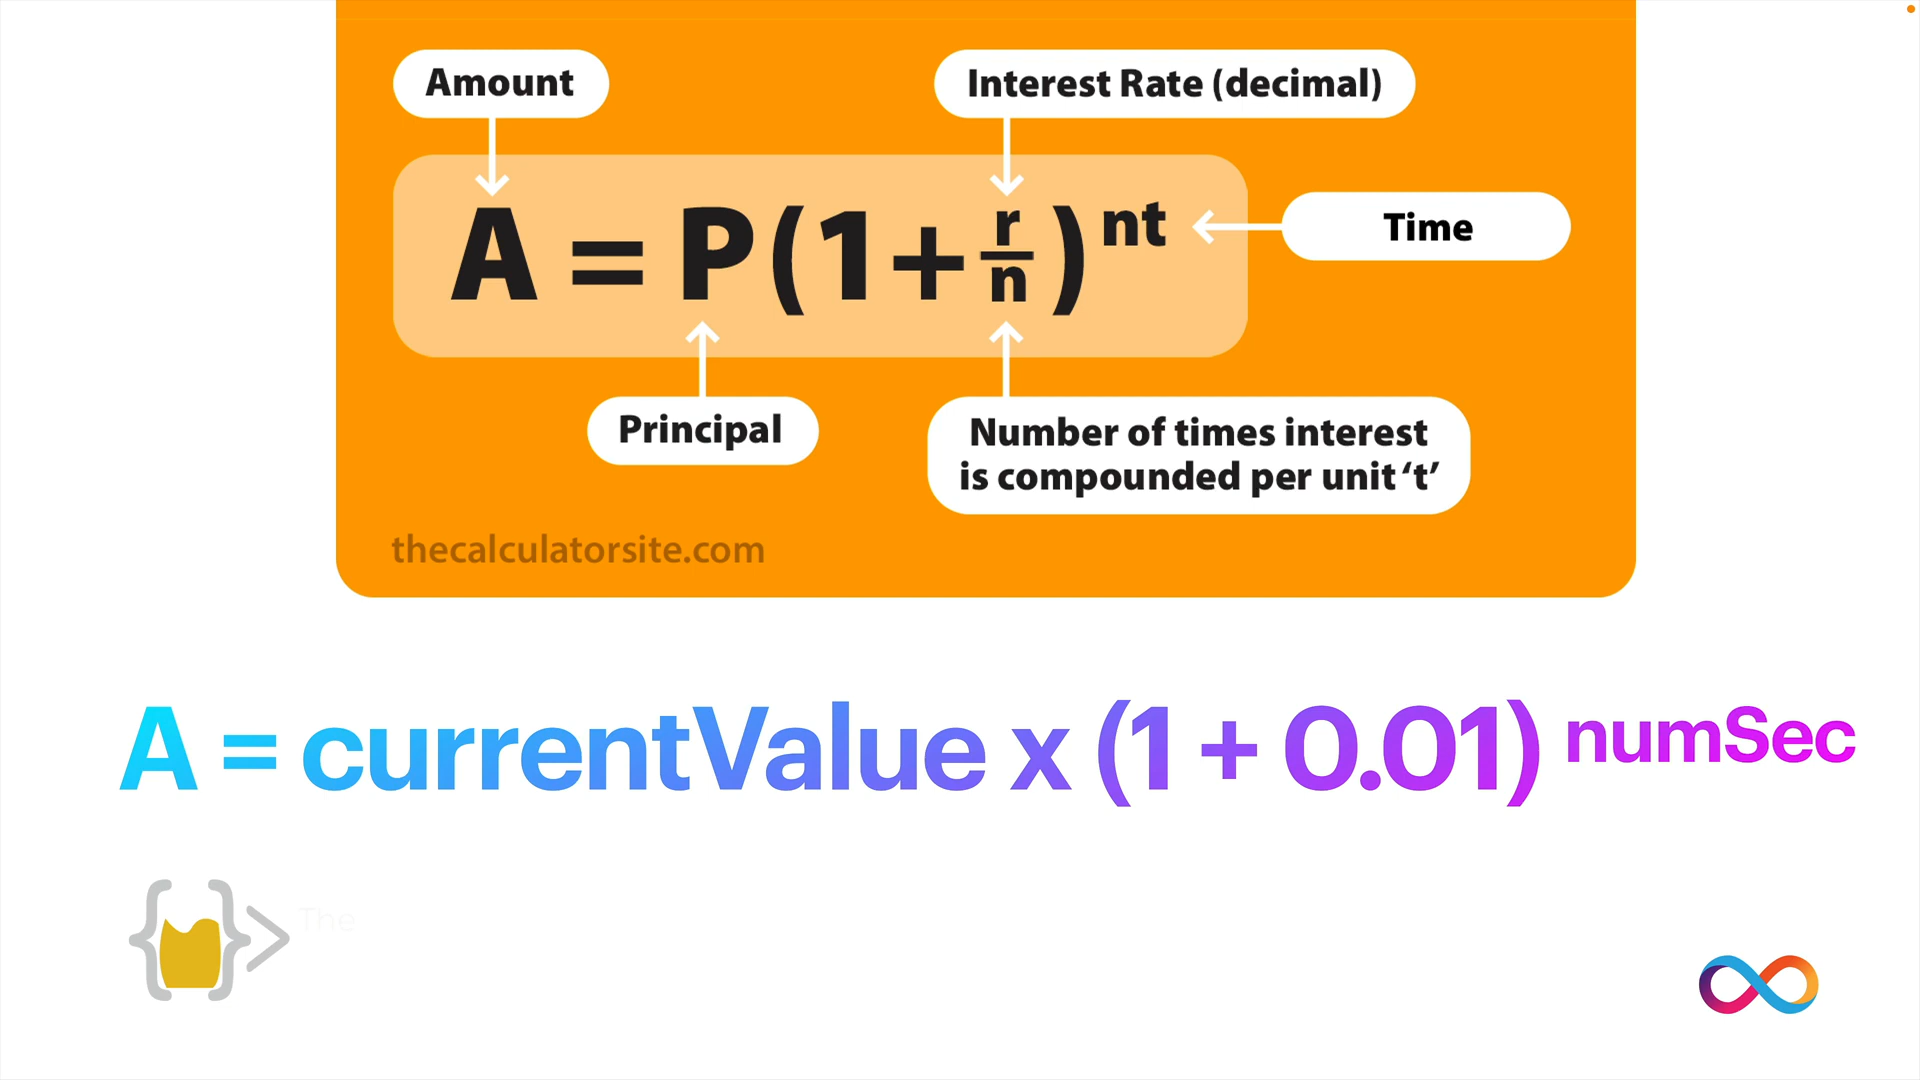 Amount
Interest Rate (decimal)
A = P(1+r/n)^nt
Time
Principal
Number of times interest
is compounded per unit ‘t’
thecalculatorsite.com
A = currentValue x (1 + 0.01) numSec
The